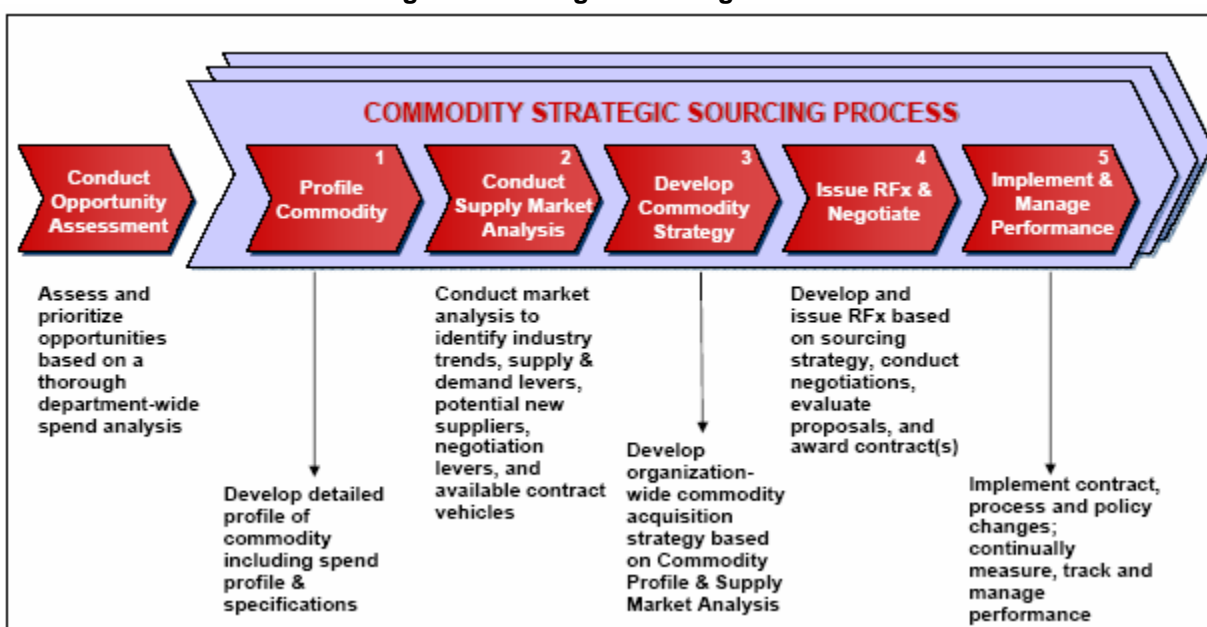 COMMODITY STRATEGIC SOURCING PROCESS
Conduct
Opportunity
Assessment
1
Profile
Commodity
2
Conduct
Supply Market
Analysis
3
Develop
Commodity
Strategy
4
Issue RFx &
Negotiate
5
Implement &
Manage
Performance
Assess and
prioritize
opportunities
based on a
thorough
department-wide
spend analysis
Develop detailed
profile of
commodity
including spend
profile &
specifications
Conduct market
analysis to
identify industry
trends, supply &
demand levers,
potential new
suppliers,
negotiation
levers, and
available contract
vehicles
Develop
organization-
wide commodity
acquisition
strategy based
on Commodity
Profile & Supply
Market Analysis
Develop and
issue RFx based
on sourcing
strategy, conduct
negotiations,
evaluate
proposals, and
award contract(s)
Implement contract,
process and policy
changes;
continually
measure, track and
manage
performance